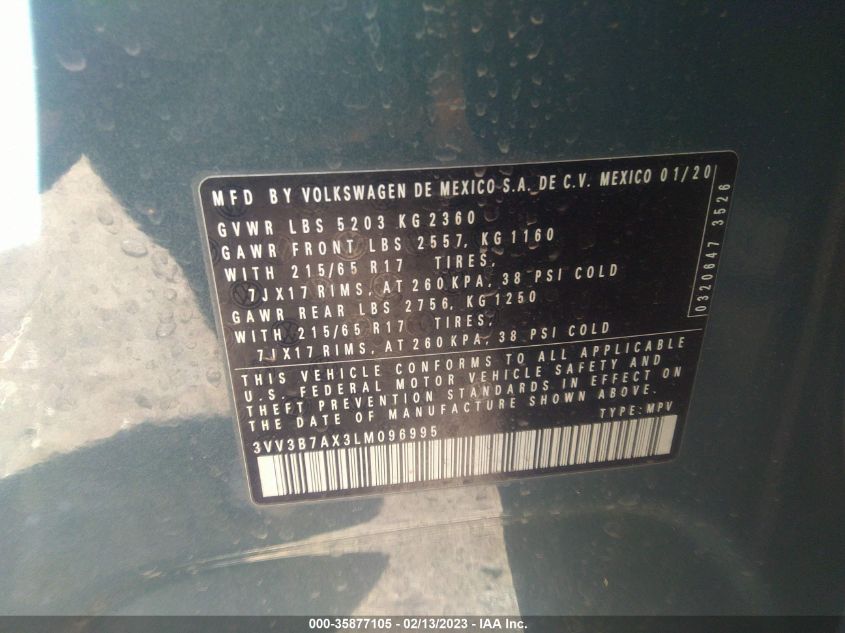 MFD BY VOLKSWAGEN DE MEXICO S.A. DE C.V. MEXICO 01/20
GVWR LBS 5203 KG 2360
GAWR FRONT LBS 2557, KG 1160
WITH 215/65 R17 TIRES,
7JX17 RIMS, AT 260 KPA, 38 PSI COLD
GAWR REAR LBS 2756, KG 1250
WITH 215/65 R17 TIRES,
7JX17 RIMS, AT 260 KPA, 38 PSI COLD
0320647 3526
THIS VEHICLE CONFORMS TO ALL APPLICABLE
U.S. FEDERAL MOTOR VEHICLE SAFETY AND
THEFT PREVENTION STANDARDS IN EFFECT ON
THE DATE OF MANUFACTURE SHOWN ABOVE.
3VV3B7AX3LM096995 TYPE: MPV
000-35877105 - 02/13/2023 - IAA Inc.